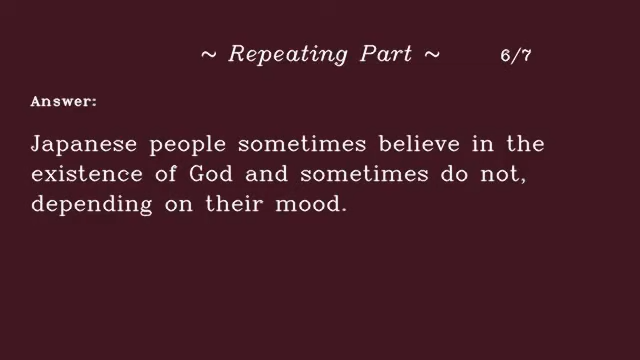 ~ Repeating Part ~ 6/7
Answer:
Japanese people sometimes believe in the
existence of God and sometimes do not,
depending on their mood.